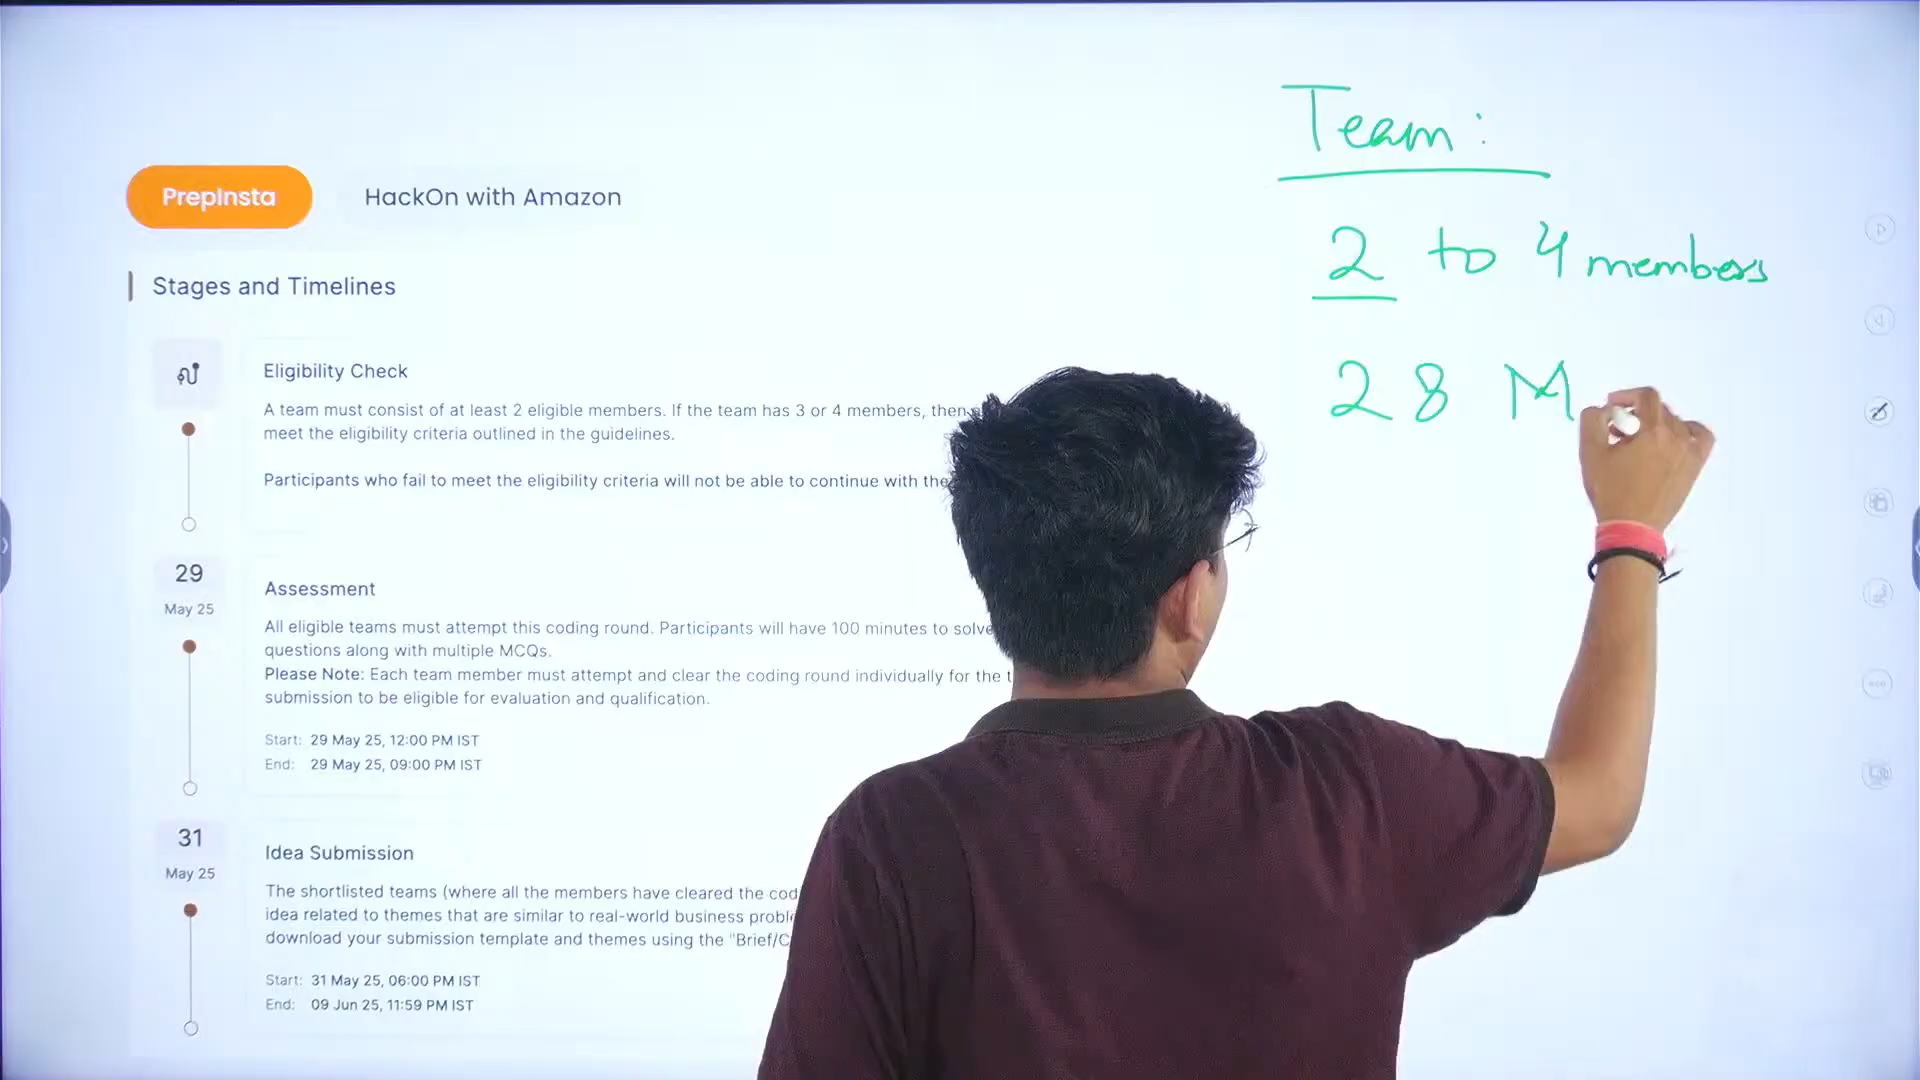 PrepInsta
HackOn with Amazon
Stages and Timelines
Eligibility Check
A team must consist of at least 2 eligible members. If the team has 3 or 4 members, then
meet the eligibility criteria outlined in the guidelines.
Participants who fail to meet the eligibility criteria will not be able to continue with the
29
May 25
Assessment
All eligible teams must attempt this coding round. Participants will have 100 minutes to solve
questions along with multiple MCQs.
Please Note: Each team member must attempt and clear the coding round individually for the
submission to be eligible for evaluation and qualification.
Start: 29 May 25, 12:00 PM IST
End: 29 May 25, 09:00 PM IST
31
May 25
Idea Submission
The shortlisted teams (where all the members have cleared the
idea related to themes that are similar to real-world business
download your submission template and themes using the "Brief/
Start: 31 May 25, 06:00 PM IST
End: 09 Jun 25, 11:59 PM IST
Team:
2 to 4 members
28 M